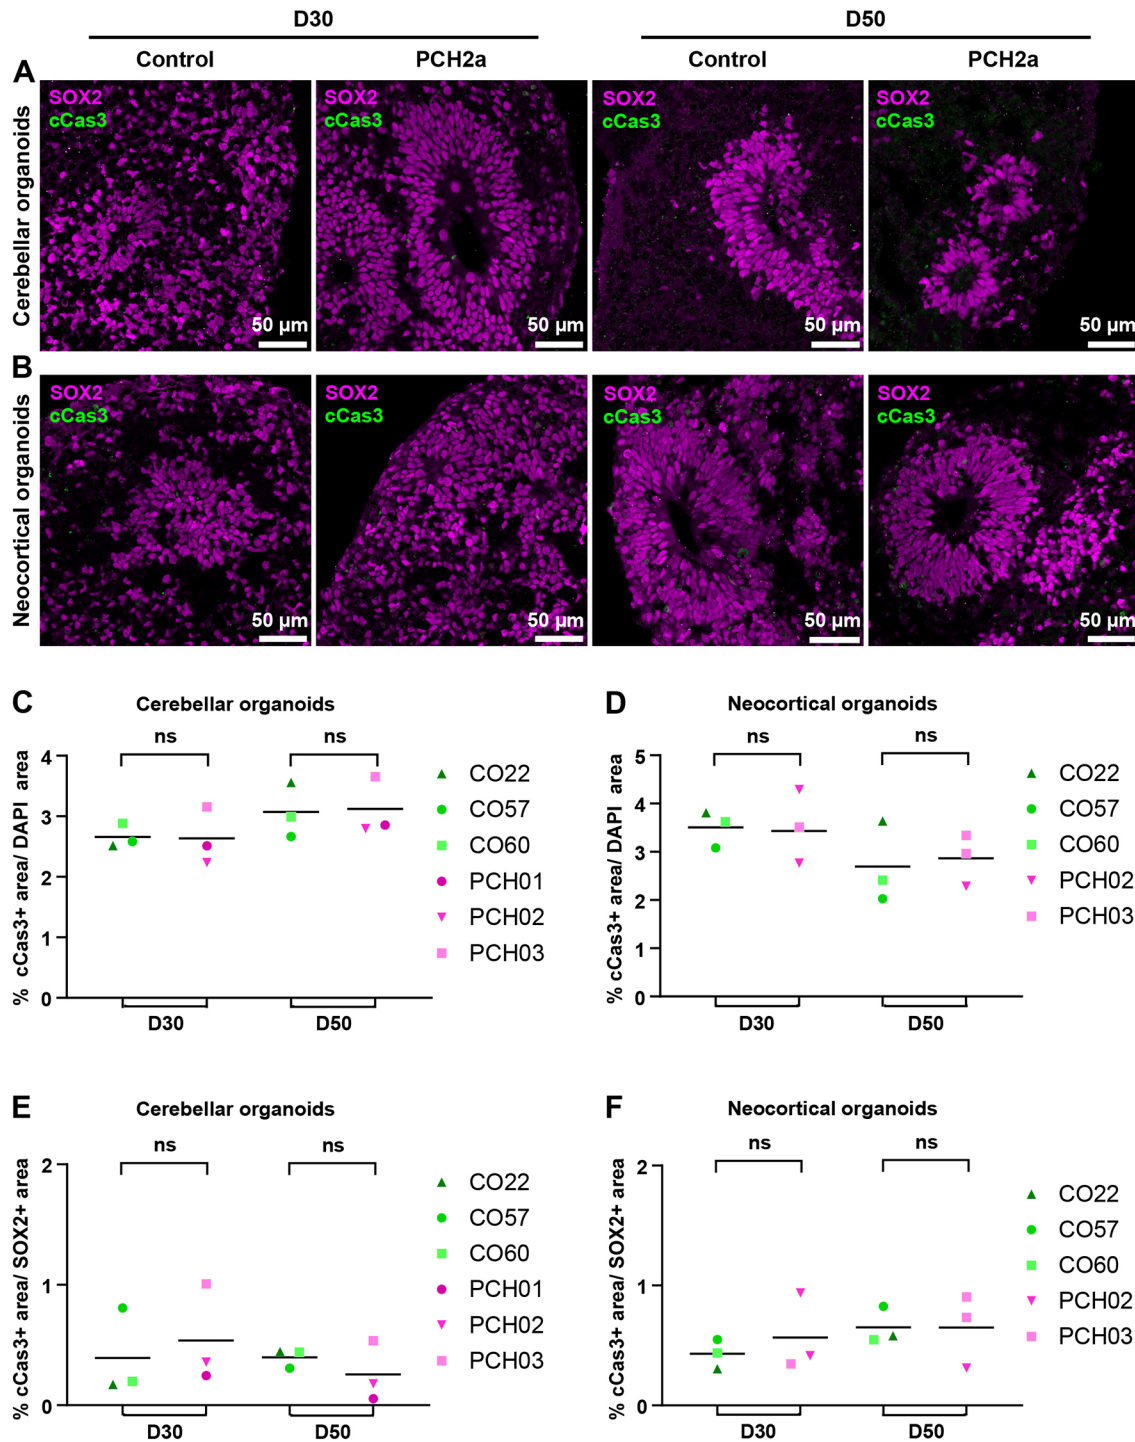 D30 D50
Control PCH2a Control PCH2a
A
Cerebellar organoids
SOX2 SOX2 SOX2 SOX2
cCas3 cCas3 cCas3 cCas3
50 µm 50 µm 50 µm 50 µm
B
Neocortical organoids
SOX2 SOX2 SOX2 SOX2
cCas3 cCas3 cCas3 cCas3
50 µm 50 µm 50 µm 50 µm
C
Cerebellar organoids
% cCas3+ area/ DAPI area
4
3
2
1
0
ns ns
D30 D50
CO22
CO57
CO60
PCH01
PCH02
PCH03
D
Neocortical organoids
% cCas3+ area/ DAPI area
5
4
3
2
1
0
ns ns
D30 D50
CO22
CO57
CO60
PCH02
PCH03
E
Cerebellar organoids
% cCas3+ area/ SOX2+ area
2
1
0
ns ns
D30 D50
CO22
CO57
CO60
PCH01
PCH02
PCH03
F
Neocortical organoids
% cCas3+ area/ SOX2+ area
2
1
0
ns ns
D30 D50
CO22
CO57
CO60
PCH02
PCH03